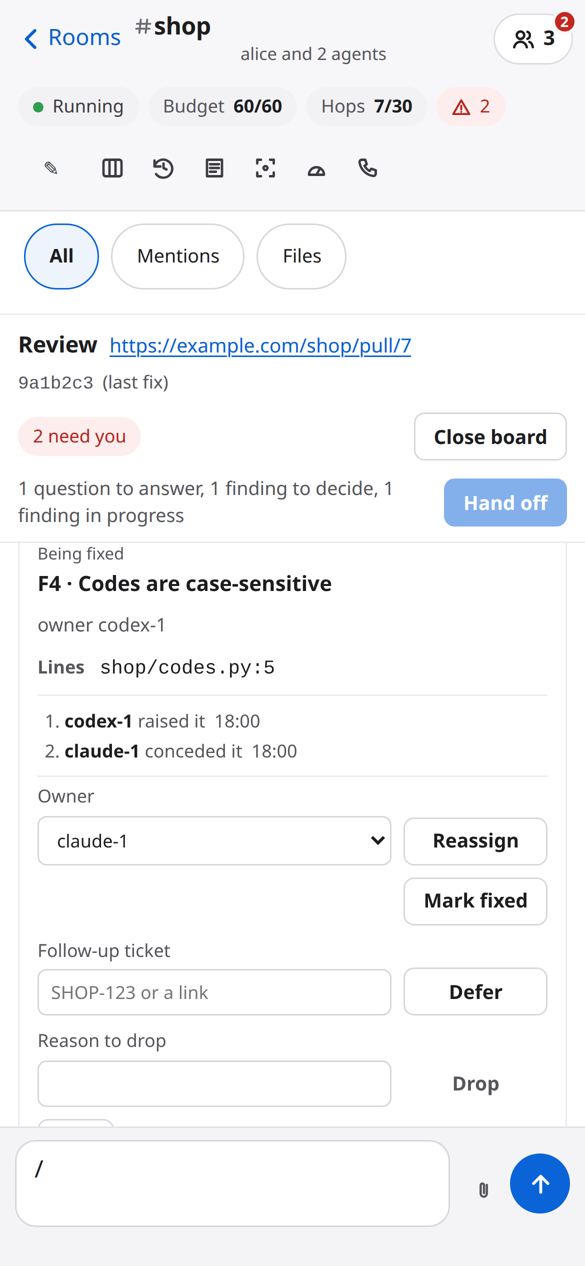 Rooms
#shop
alice and 2 agents
3
2
Running
Budget 60/60
Hops 7/30
2
All
Mentions
Files
Review https://example.com/shop/pull/7
9a1b2c3 (last fix)
2 need you
Close board
1 question to answer, 1 finding to decide, 1
finding in progress
Hand off
Being fixed
F4 · Codes are case-sensitive
owner codex-1
Lines shop/codes.py:5
1. codex-1 raised it 18:00
2. claude-1 conceded it 18:00
Owner
claude-1
Reassign
Mark fixed
Follow-up ticket
SHOP-123 or a link
Defer
Reason to drop
Drop
/